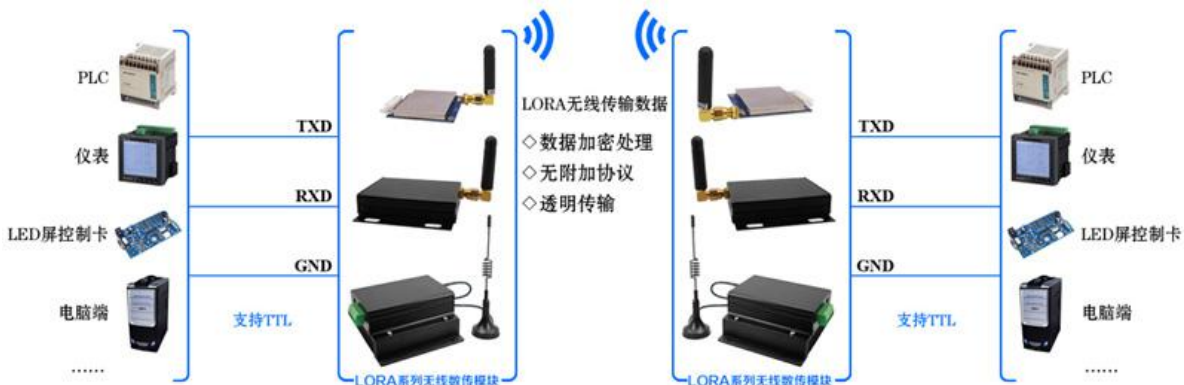 PLC
仪表
LED屏控制卡
电脑端
……
TXD
RXD
GND
支持TTL
LORA系列无线数传模块
LORA无线传输数据
◇数据加密处理
◇无附加协议
◇透明传输
LORA系列无线数传模块
TXD
RXD
GND
支持TTL
PLC
仪表
LED屏控制卡
电脑端
……